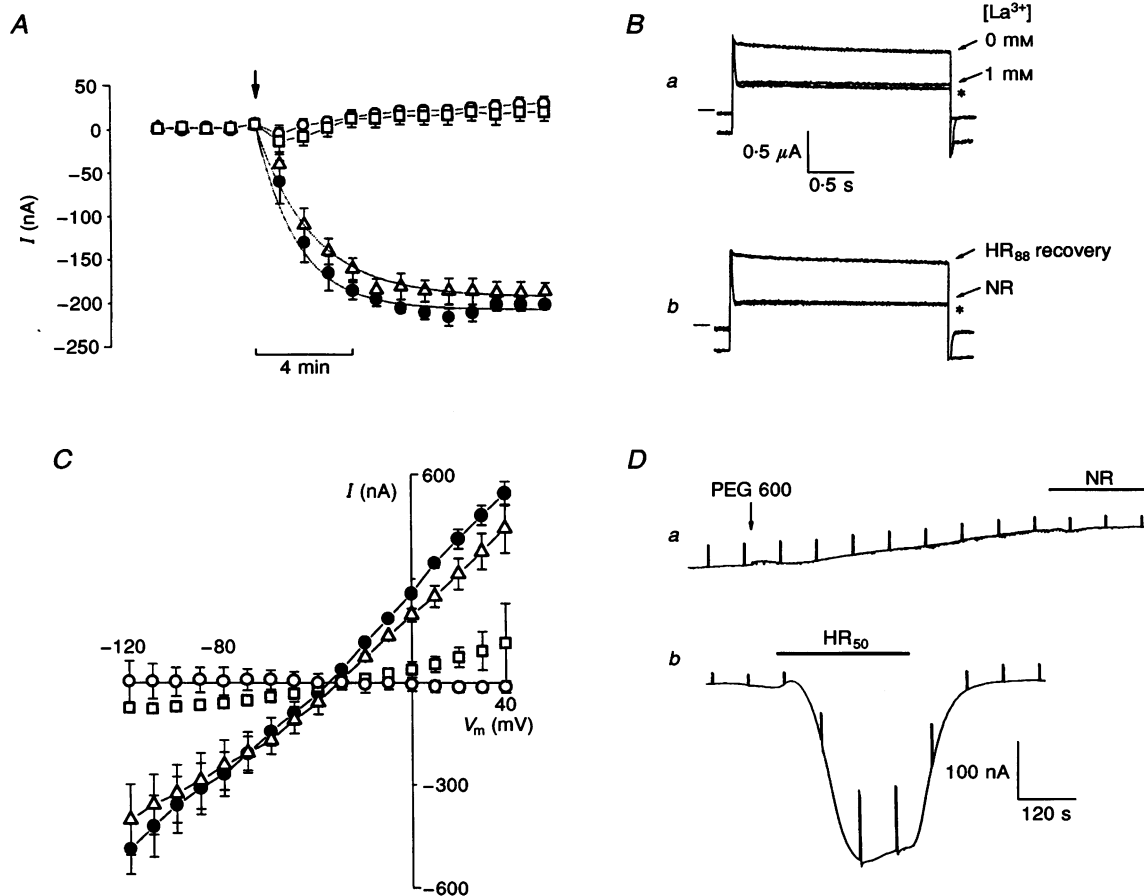 A
50
0
−50
−100
−150
−200
−250
I (nA)
4 min
B
[La³⁺]
0 mM
1 mM
*
a
0·5 μA
0·5 s
HR₈₈ recovery
NR
*
b
C
600
I (nA)
−120
−80
40
Vₘ (mV)
−300
−600
D
PEG 600
NR
a
HR₅₀
b
100 nA
120 s